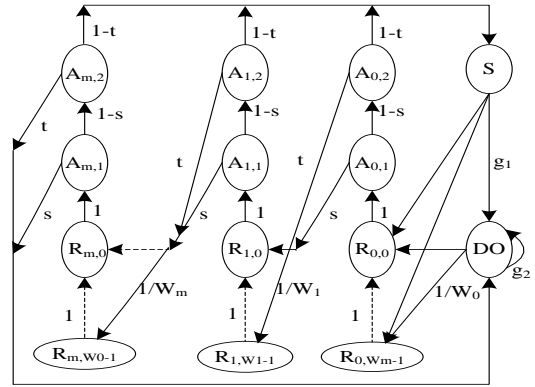 1-t 1-t 1-t
A_{m,2} A_{1,2} A_{0,2} S
t 1-s 1-s 1-s
t t
A_{m,1} A_{1,1} A_{0,1} g_1
s 1 s 1 s 1
R_{m,0} R_{1,0} R_{0,0} DO
g_2
1/W_m 1/W_1 1/W_0
1 1 1
R_{m,W0-1} R_{1,W1-1} R_{0,Wm-1}